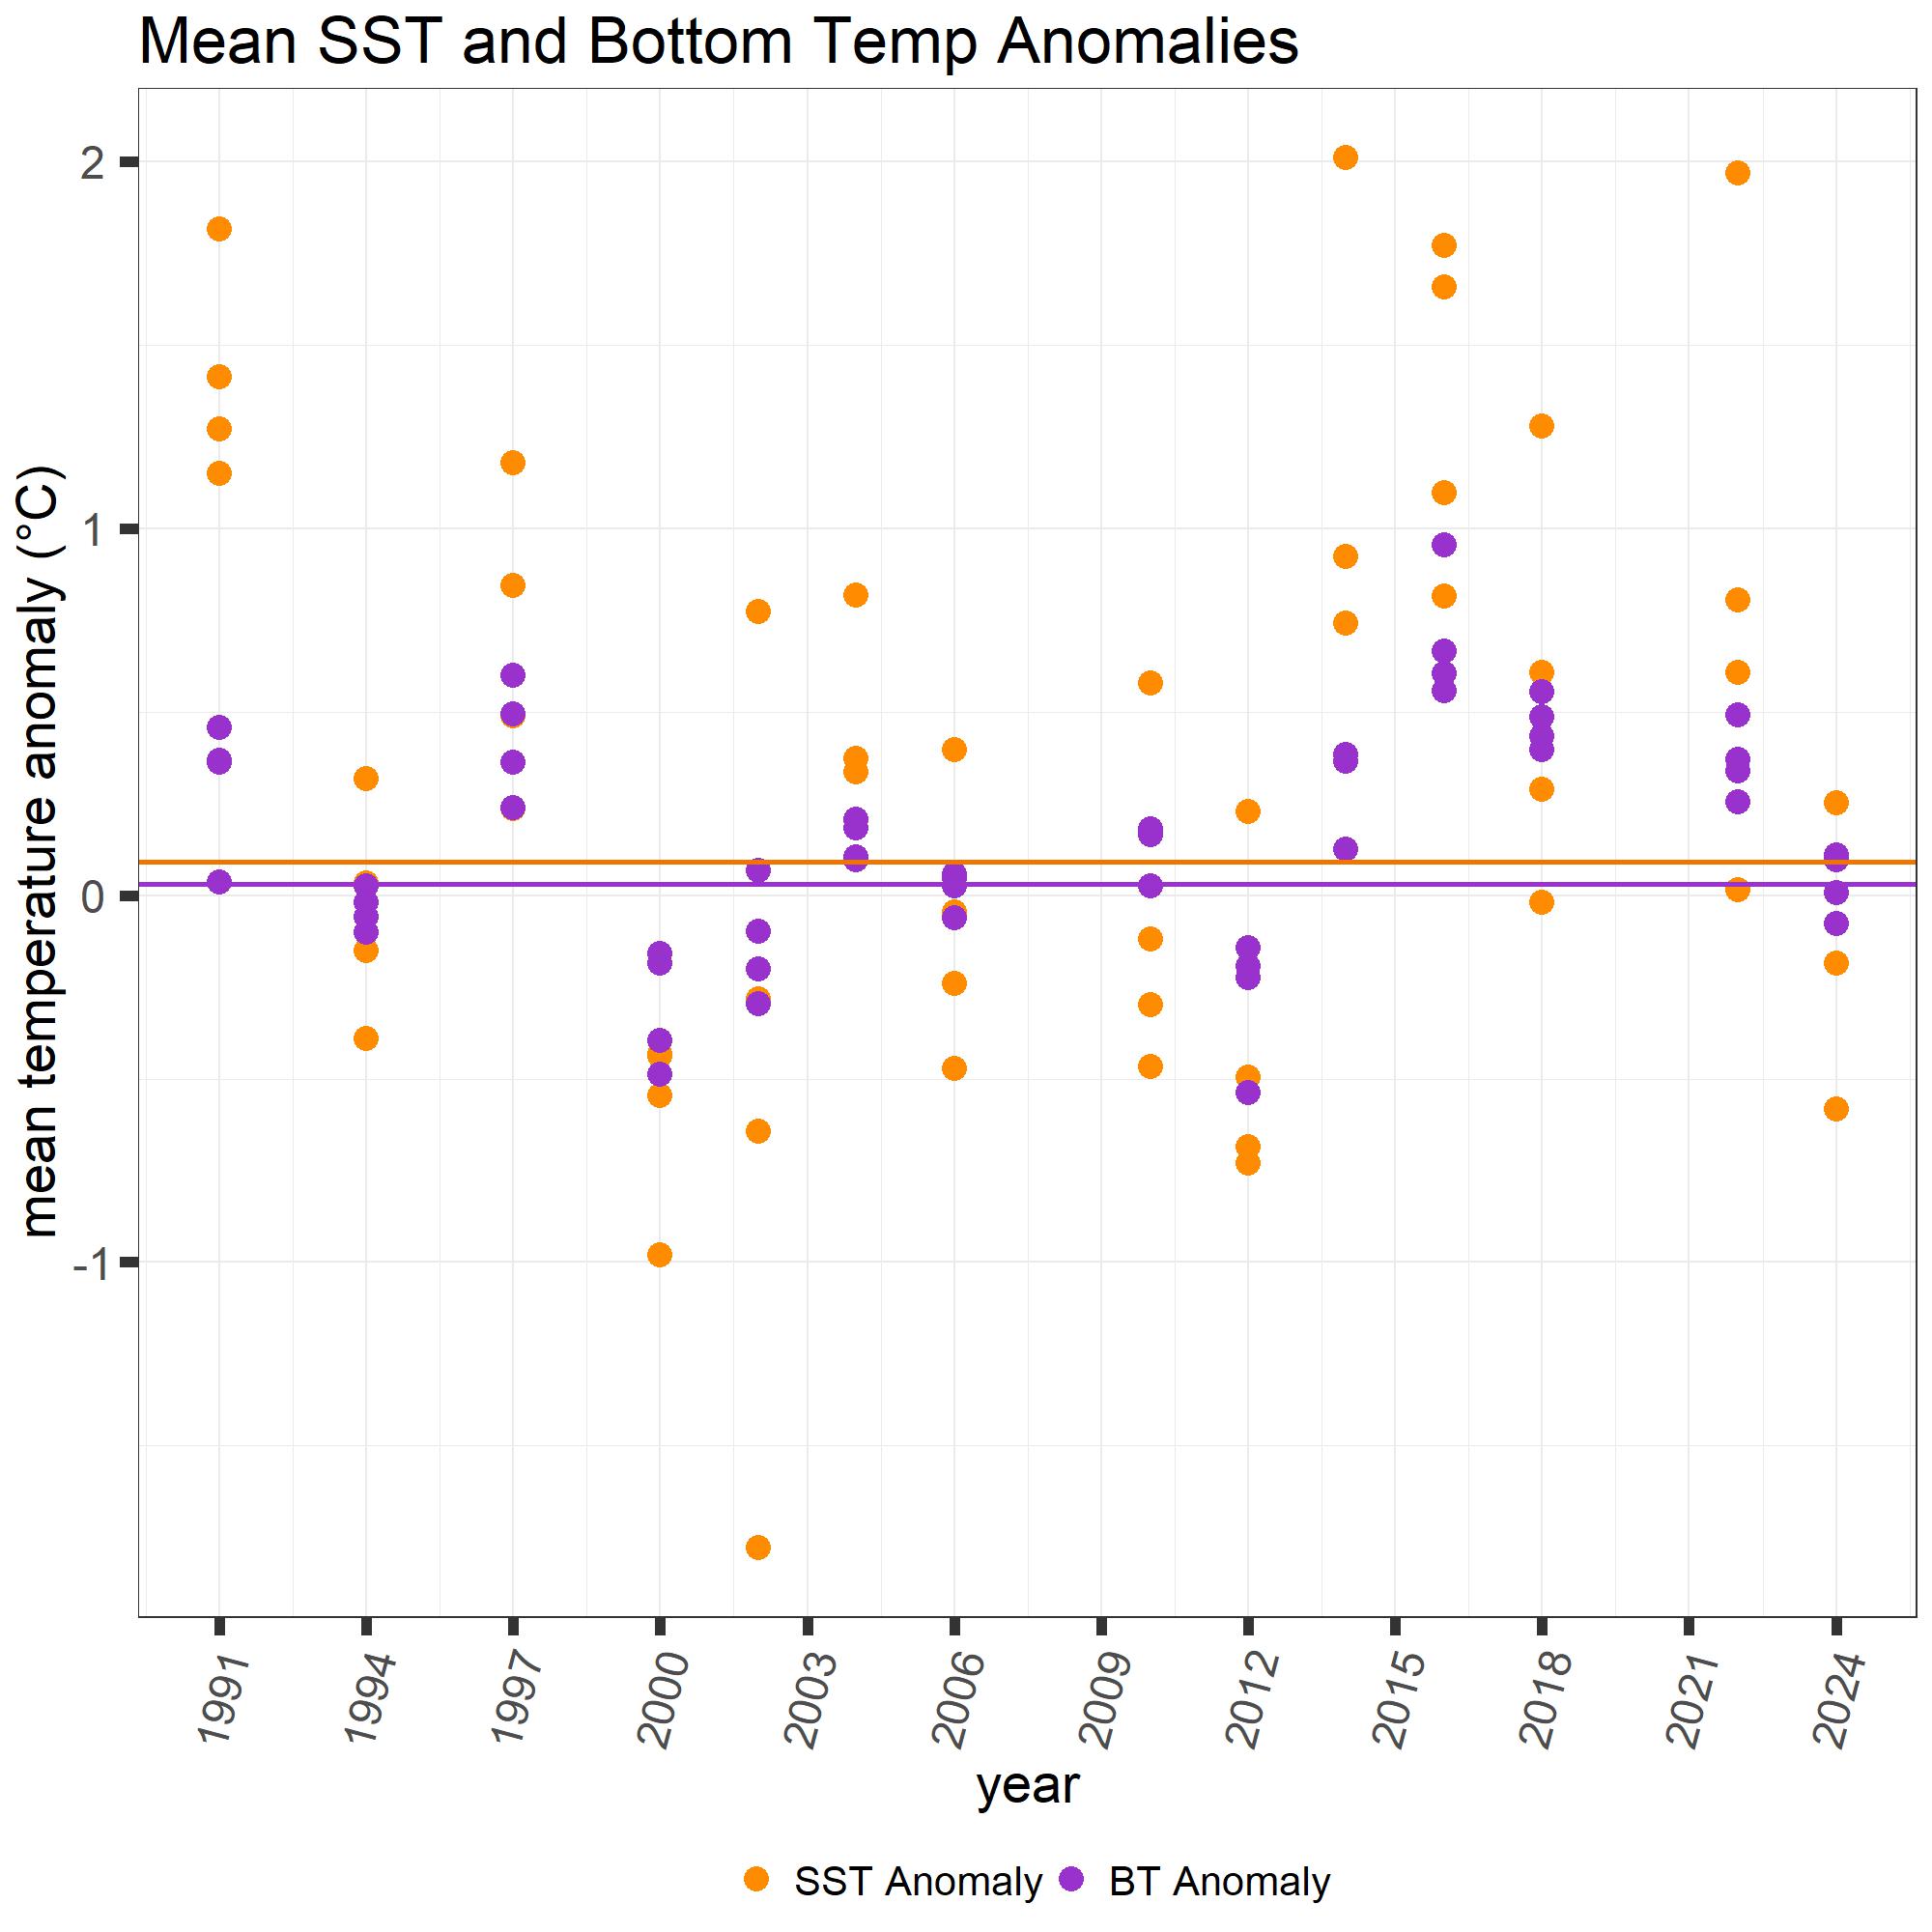 Mean SST and Bottom Temp Anomalies
mean temperature anomaly (°C)
2
1
0
-1
1991 1994 1997 2000 2003 2006 2009 2012 2015 2018 2021 2024
year
SST Anomaly BT Anomaly